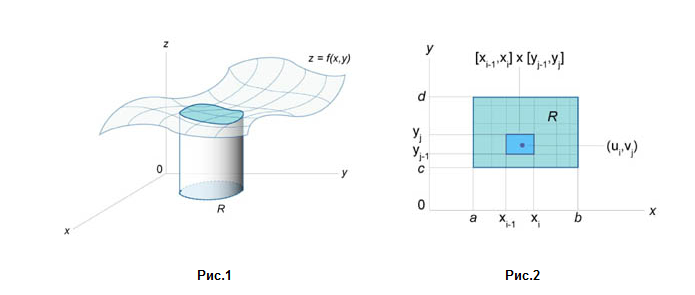 z
z = f(x,y)
0
y
x
R
Рис.1
y
[x_{i-1},x_i] x [y_{j-1},y_j]
d
R
y_j
y_{j-1}
(u_i,v_j)
c
0
a
x_{i-1}
x_i
b
x
Рис.2